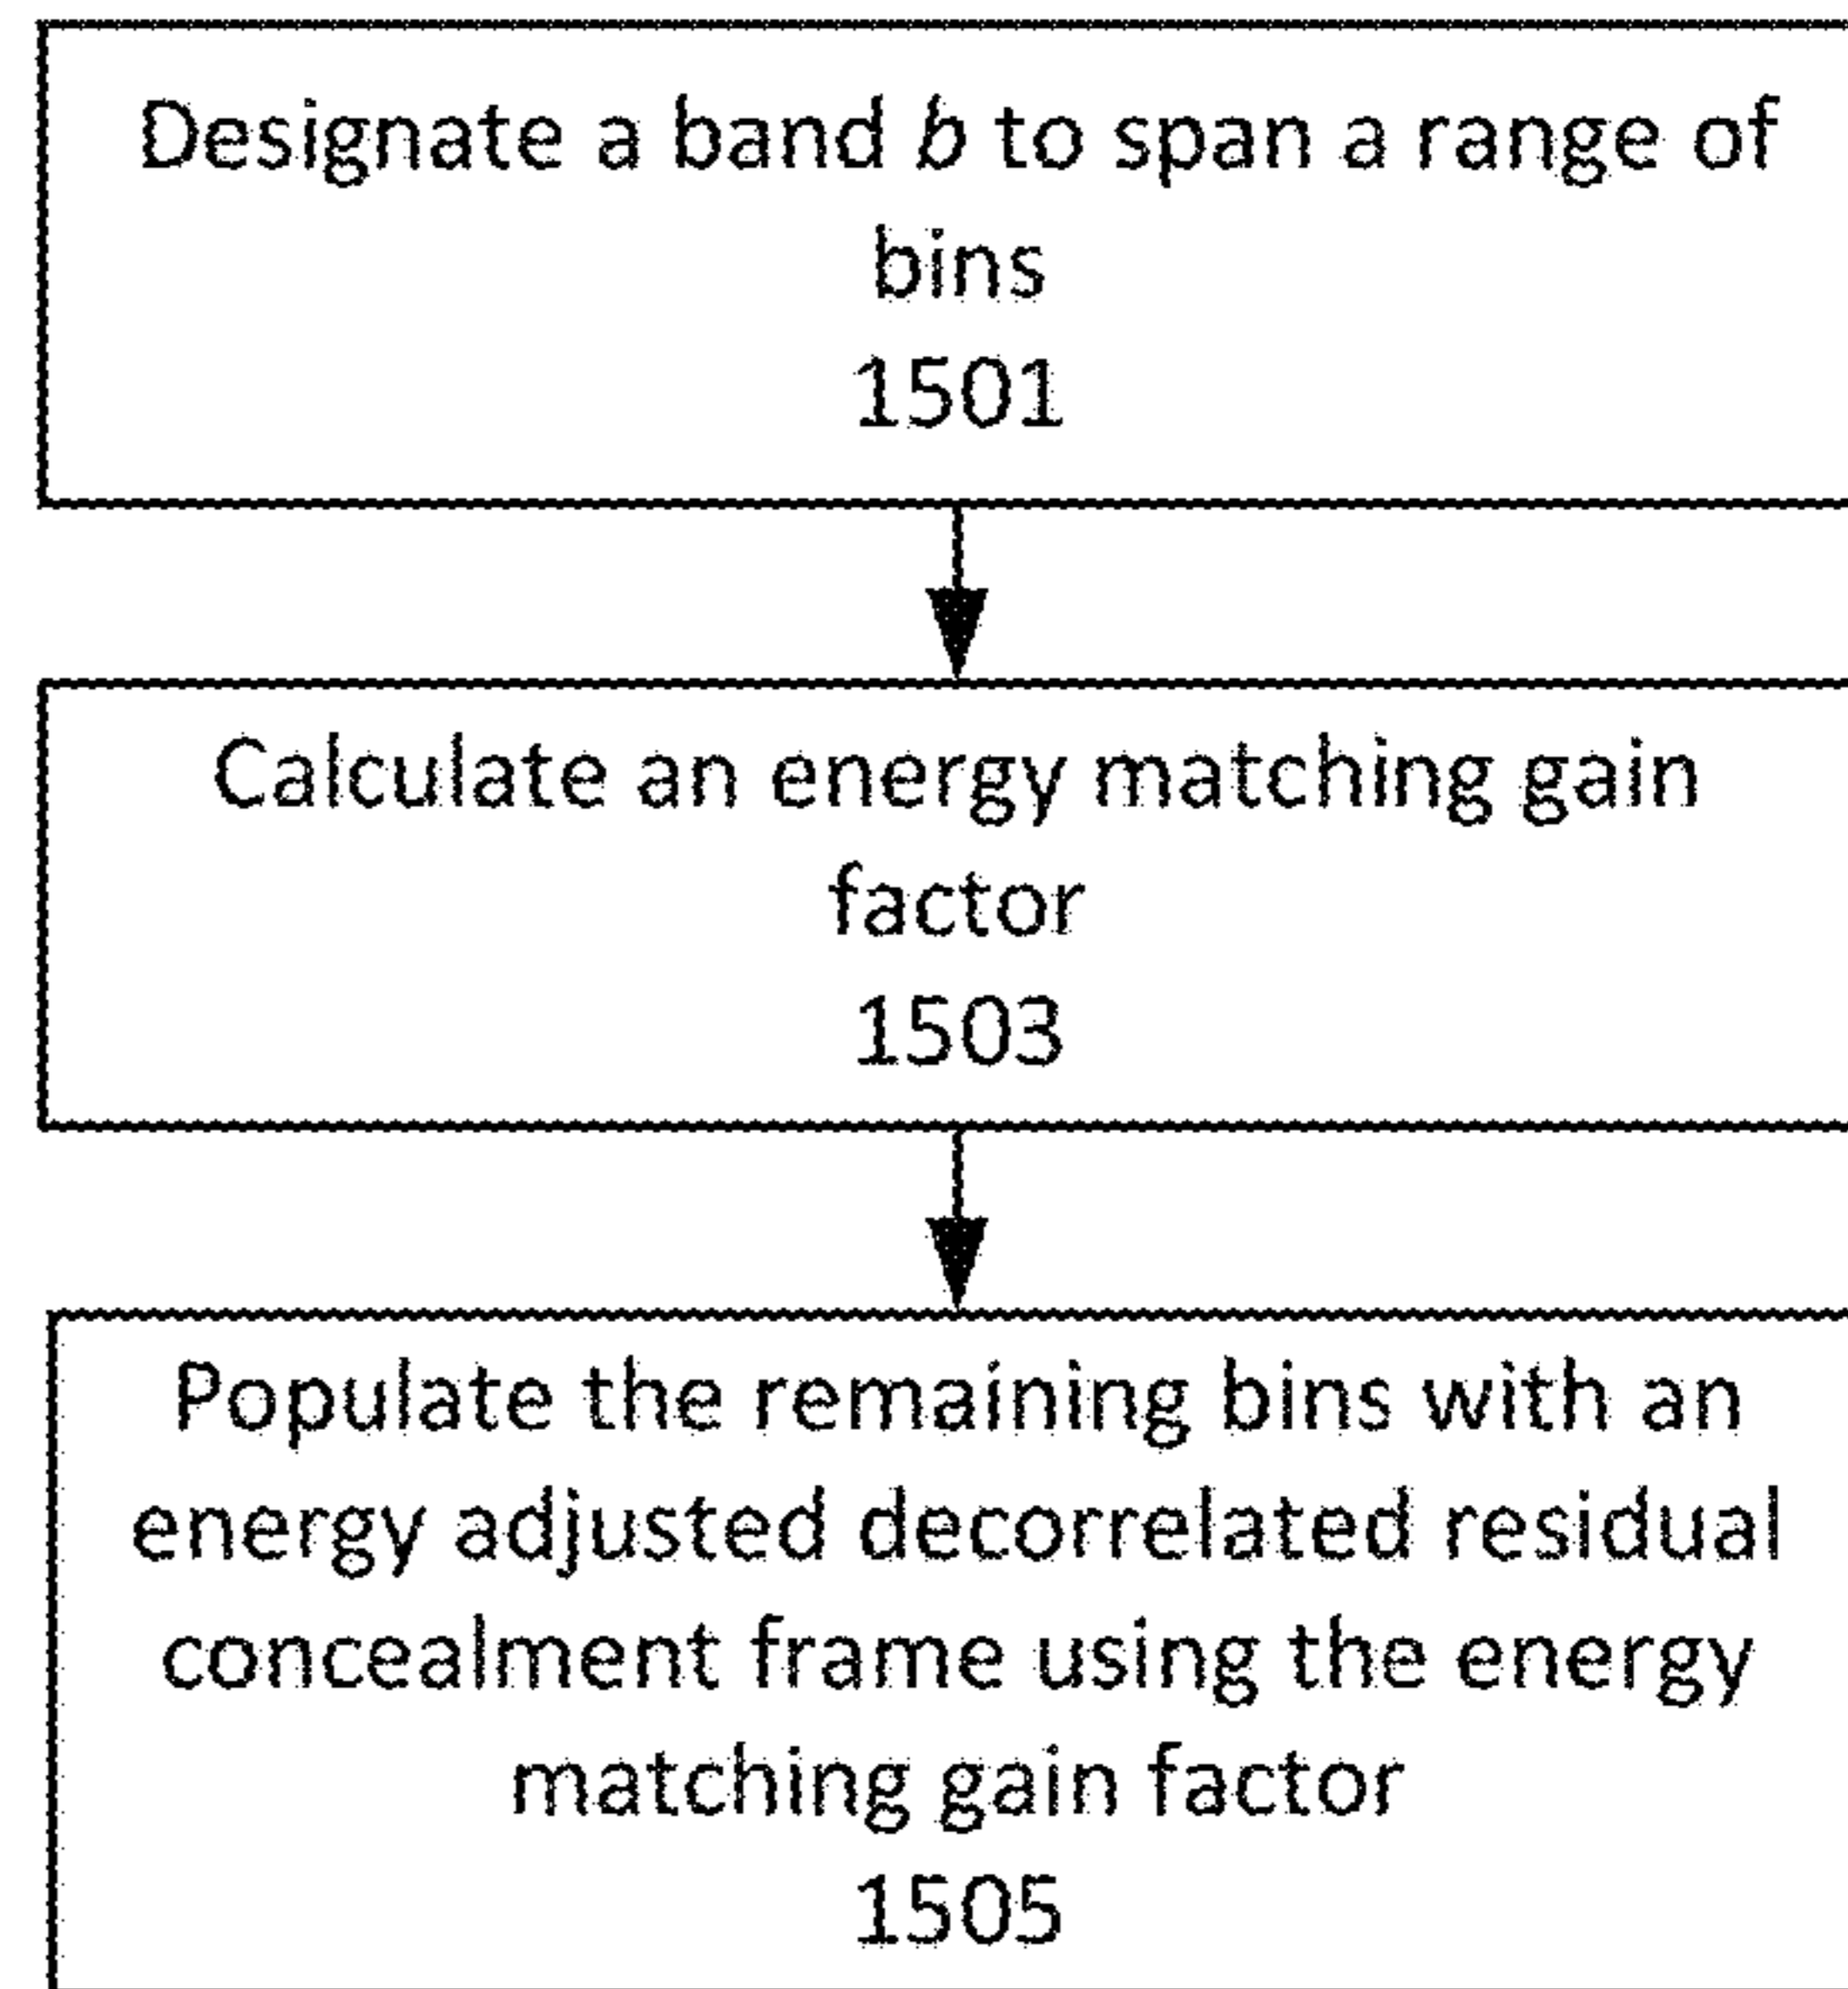 Designate a band b to span a range of
bins
1501
Calculate an energy matching gain
factor
1503
Populate the remaining bins with an
energy adjusted decorrelated residual
concealment frame using the energy
matching gain factor
1505